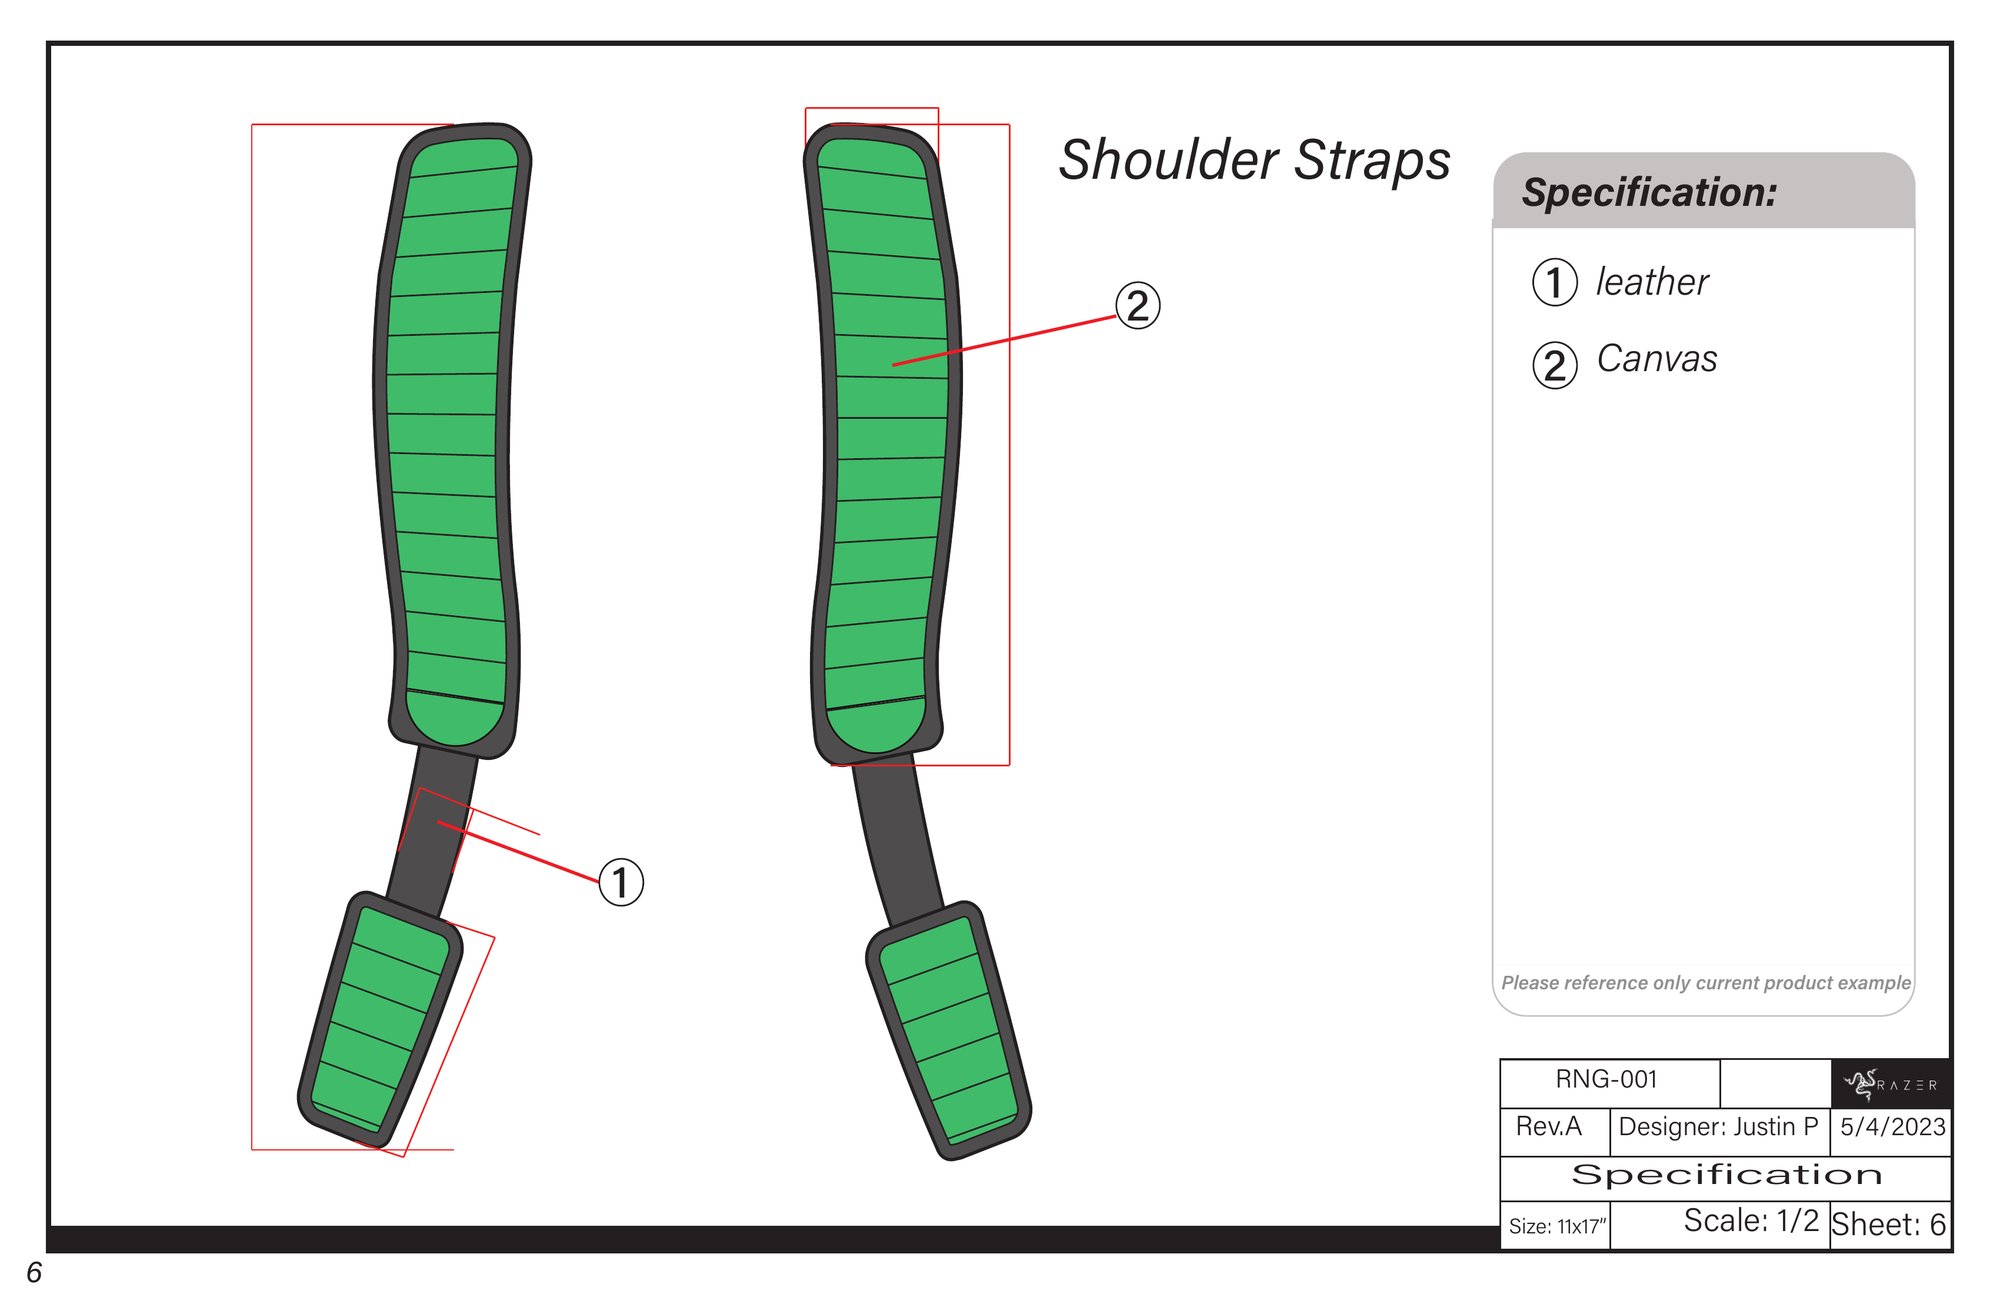 Shoulder Straps
Specification:
1 leather
2 Canvas
2
1
Please reference only current product example
RNG-001
RAZER
Rev.A
Designer: Justin P
5/4/2023
Specification
Size: 11x17”
Scale: 1/2
Sheet: 6
6